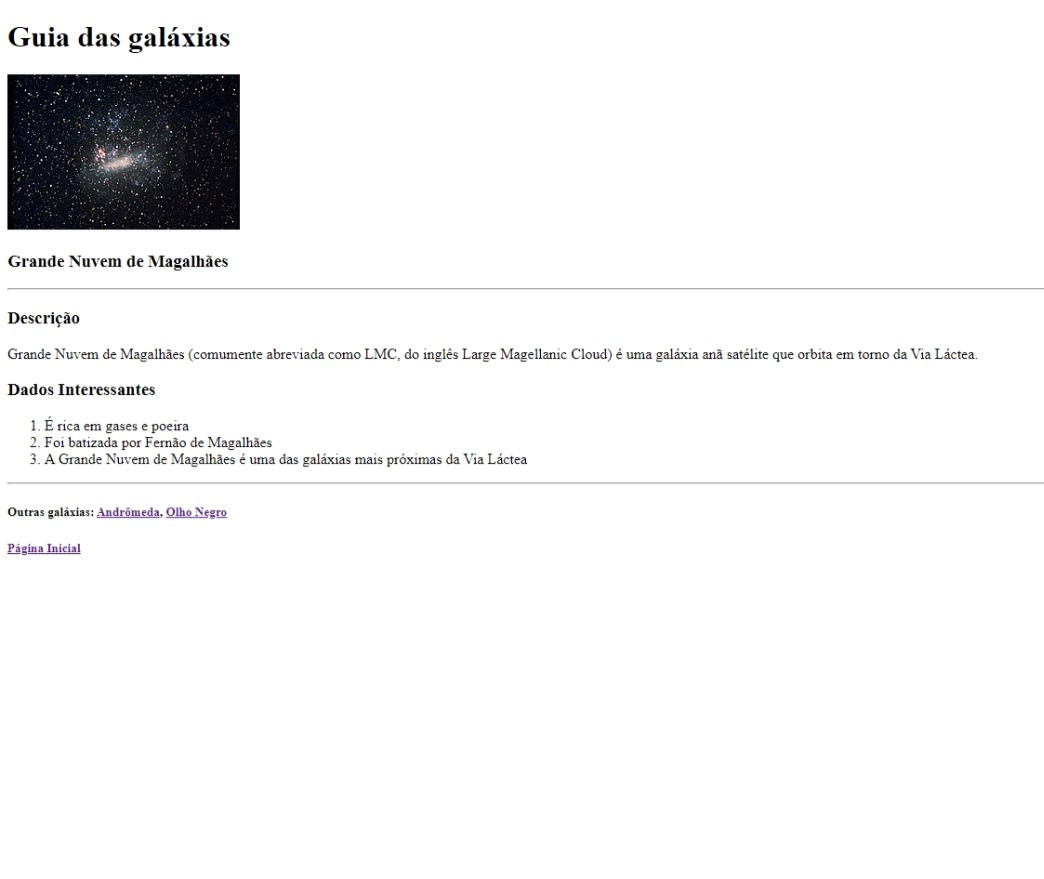 Guia das galáxias
Grande Nuvem de Magalhães
Descrição
Grande Nuvem de Magalhães (comumente abreviada como LMC, do inglês Large Magellanic Cloud) é uma galáxia anã satélite que orbita em torno da Via Láctea.
Dados Interessantes
1. É rica em gases e poeira
2. Foi batizada por Fernão de Magalhães
3. A Grande Nuvem de Magalhães é uma das galáxias mais próximas da Via Láctea
Outras galáxias: Andrômeda, Olho Negro
Página Inicial